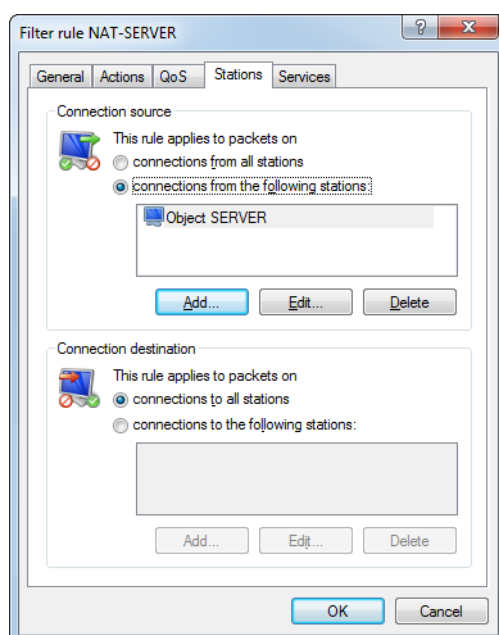 Filter rule NAT-SERVER
General Actions QoS Stations Services
Connection source
This rule applies to packets on
connections from all stations
connections from the following stations:
Object SERVER
Add... Edit... Delete
Connection destination
This rule applies to packets on
connections to all stations
connections to the following stations:
Add... Edit... Delete
OK Cancel